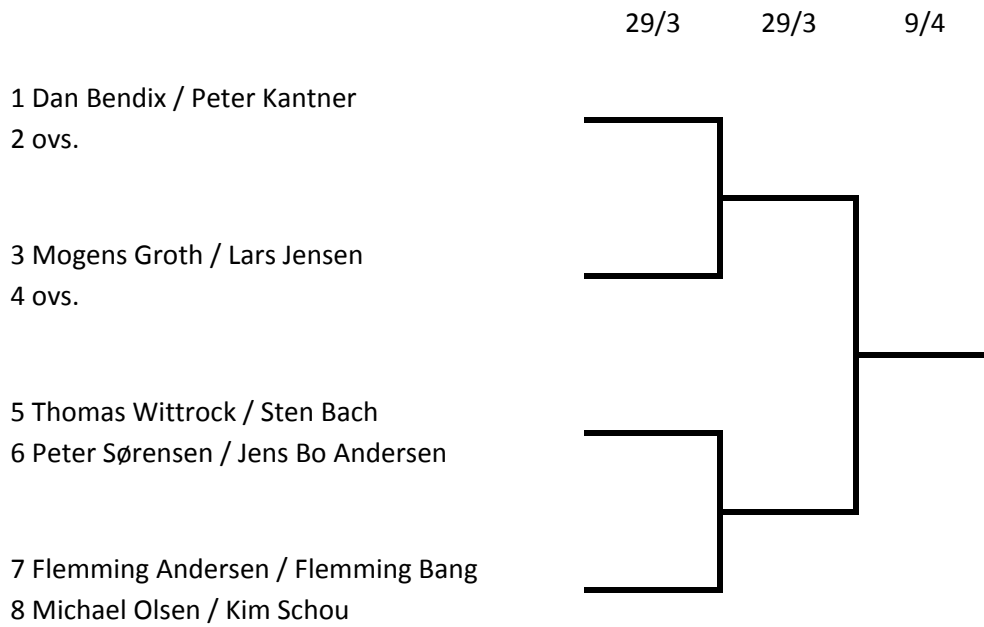 29/3 29/3 9/4
1 Dan Bendix / Peter Kantner
2 ovs.
3 Mogens Groth / Lars Jensen
4 ovs.
5 Thomas Wittrock / Sten Bach
6 Peter Sørensen / Jens Bo Andersen
7 Flemming Andersen / Flemming Bang
8 Michael Olsen / Kim Schou